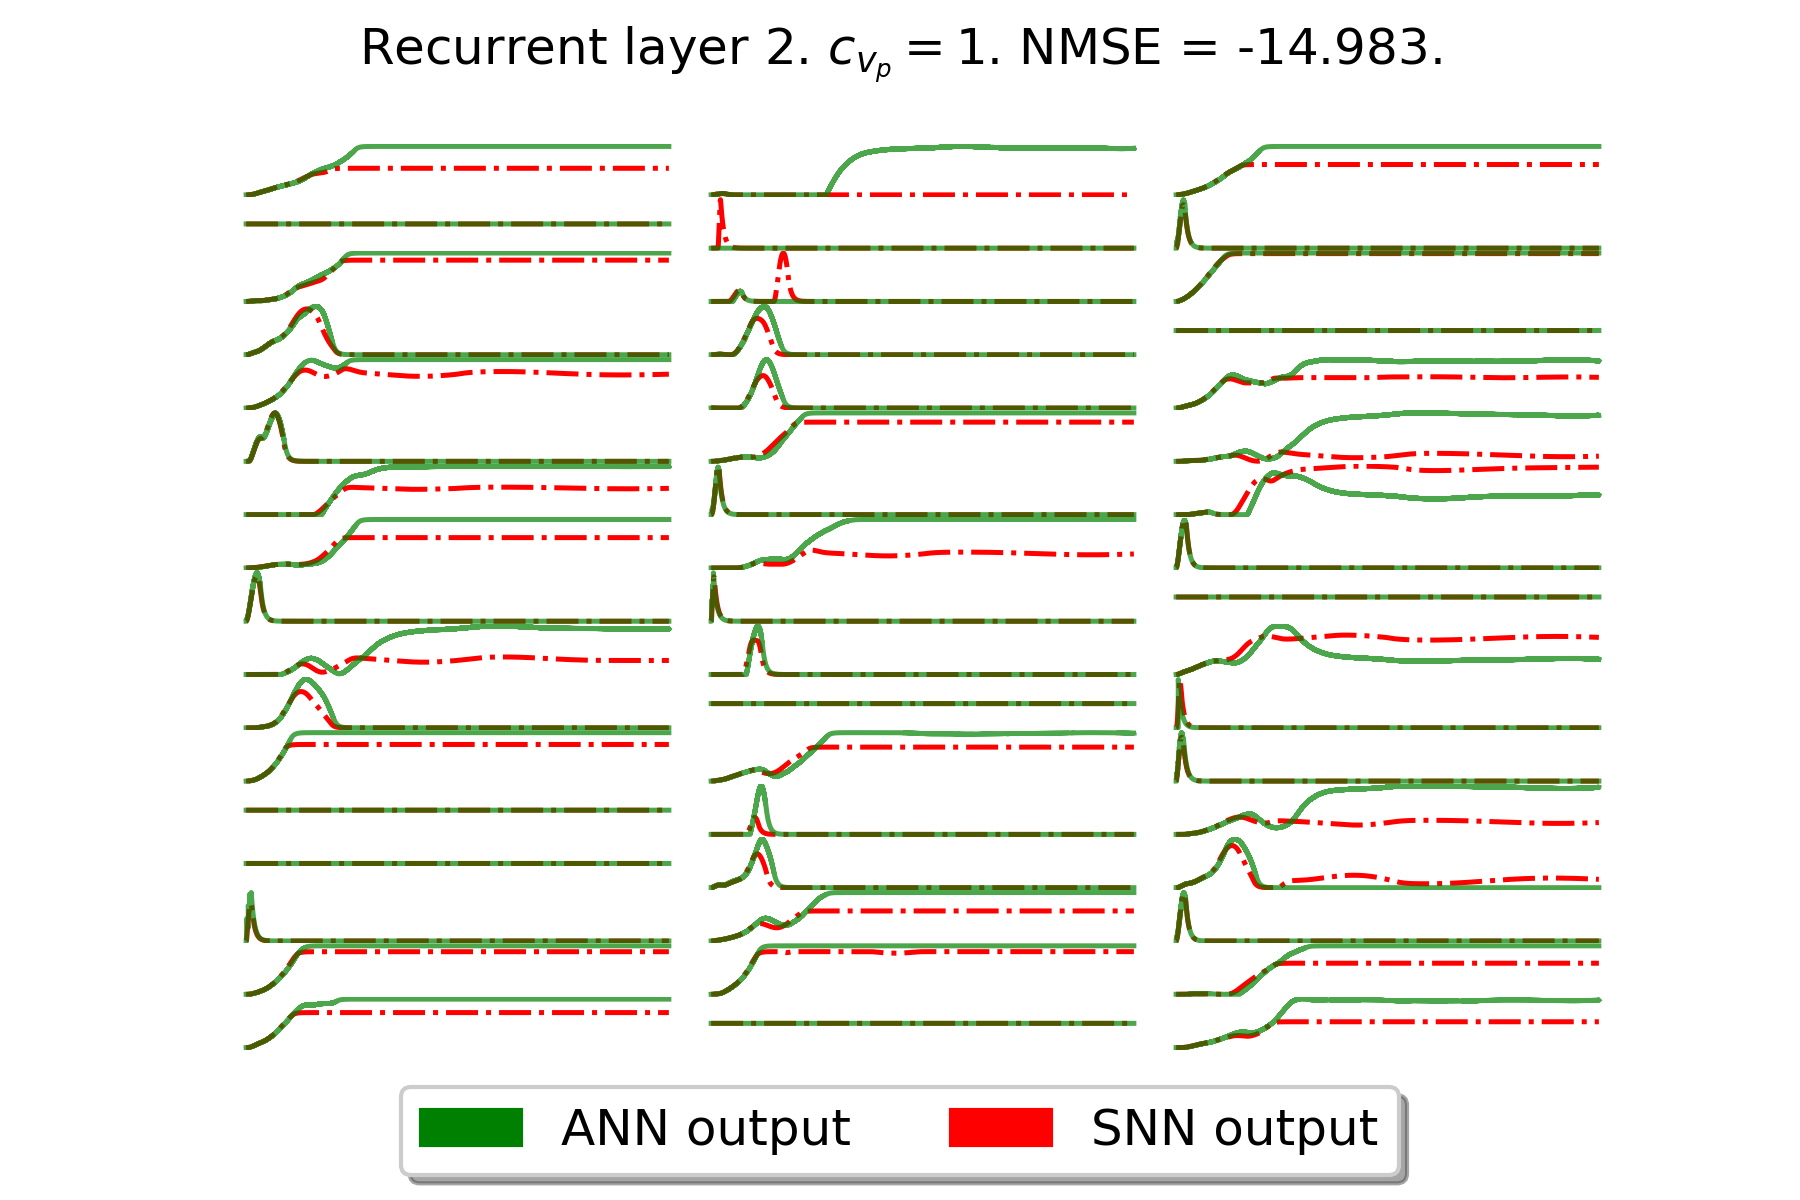 Recurrent layer 2. $c_{v_p} = 1$. NMSE = -14.983.
ANN output
SNN output